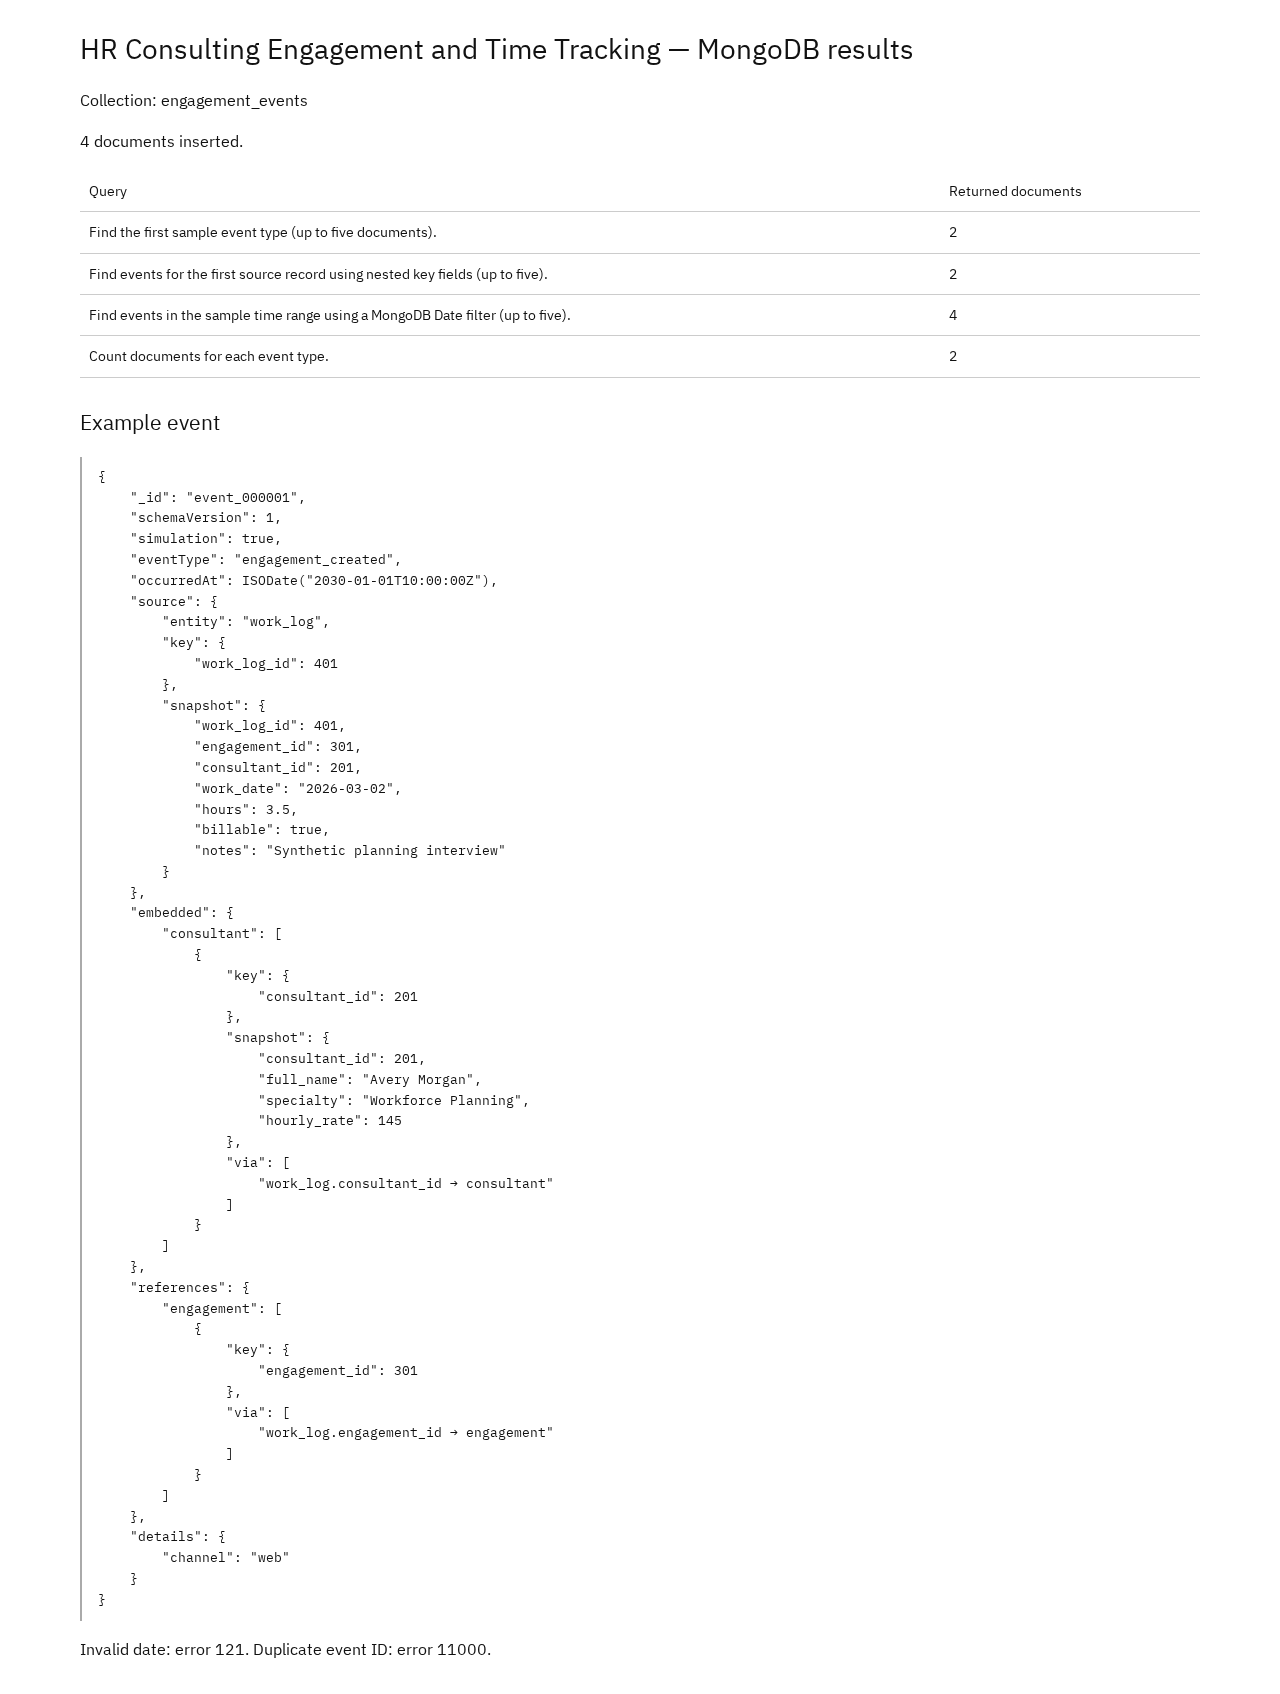 HR Consulting Engagement and Time Tracking — MongoDB results
Collection: engagement_events
4 documents inserted.
Query Returned documents
Find the first sample event type (up to five documents). 2
Find events for the first source record using nested key fields (up to five). 2
Find events in the sample time range using a MongoDB Date filter (up to five). 4
Count documents for each event type. 2
Example event
{
    "_id": "event_000001",
    "schemaVersion": 1,
    "simulation": true,
    "eventType": "engagement_created",
    "occurredAt": ISODate("2030-01-01T10:00:00Z"),
    "source": {
        "entity": "work_log",
        "key": {
            "work_log_id": 401
        },
        "snapshot": {
            "work_log_id": 401,
            "engagement_id": 301,
            "consultant_id": 201,
            "work_date": "2026-03-02",
            "hours": 3.5,
            "billable": true,
            "notes": "Synthetic planning interview"
        }
    },
    "embedded": {
        "consultant": [
            {
                "key": {
                    "consultant_id": 201
                },
                "snapshot": {
                    "consultant_id": 201,
                    "full_name": "Avery Morgan",
                    "specialty": "Workforce Planning",
                    "hourly_rate": 145
                },
                "via": [
                    "work_log.consultant_id → consultant"
                ]
            }
        ]
    },
    "references": {
        "engagement": [
            {
                "key": {
                    "engagement_id": 301
                },
                "via": [
                    "work_log.engagement_id → engagement"
                ]
            }
        ]
    },
    "details": {
        "channel": "web"
    }
}
Invalid date: error 121. Duplicate event ID: error 11000.